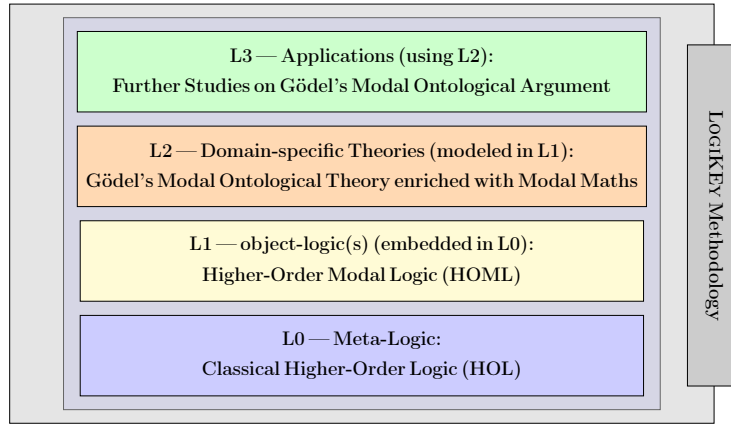 L3 — Applications (using L2):
Further Studies on Gödel's Modal Ontological Argument
L2 — Domain-specific Theories (modeled in L1):
Gödel's Modal Ontological Theory enriched with Modal Maths
L1 — object-logic(s) (embedded in L0):
Higher-Order Modal Logic (HOML)
L0 — Meta-Logic:
Classical Higher-Order Logic (HOL)
LogiKEy Methodology